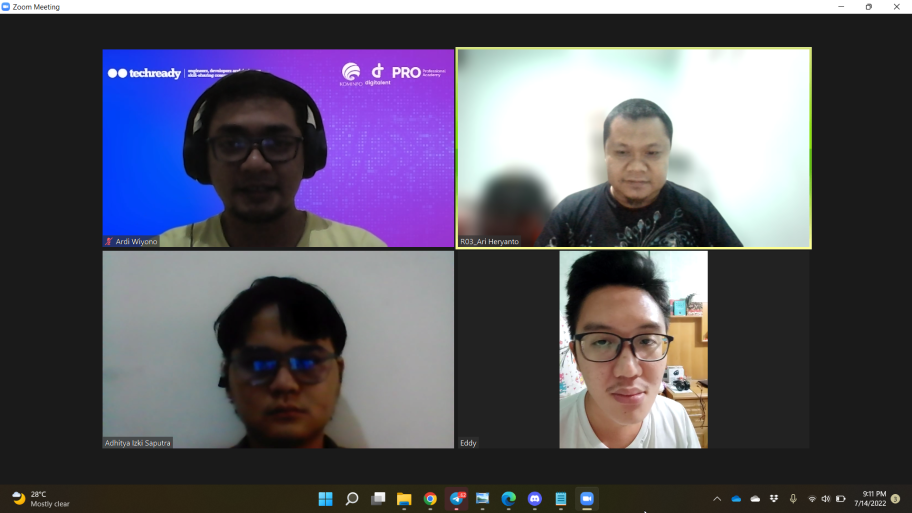 Zoom Meeting
techready
KOMINFO
digitalent
PRO
Professional
Academy
Ardi Wiyono
R03_Ari Heryanto
Adhitya Izki Saputra
Eddy
28°C
Mostly clear
9:11 PM
7/14/2022
3